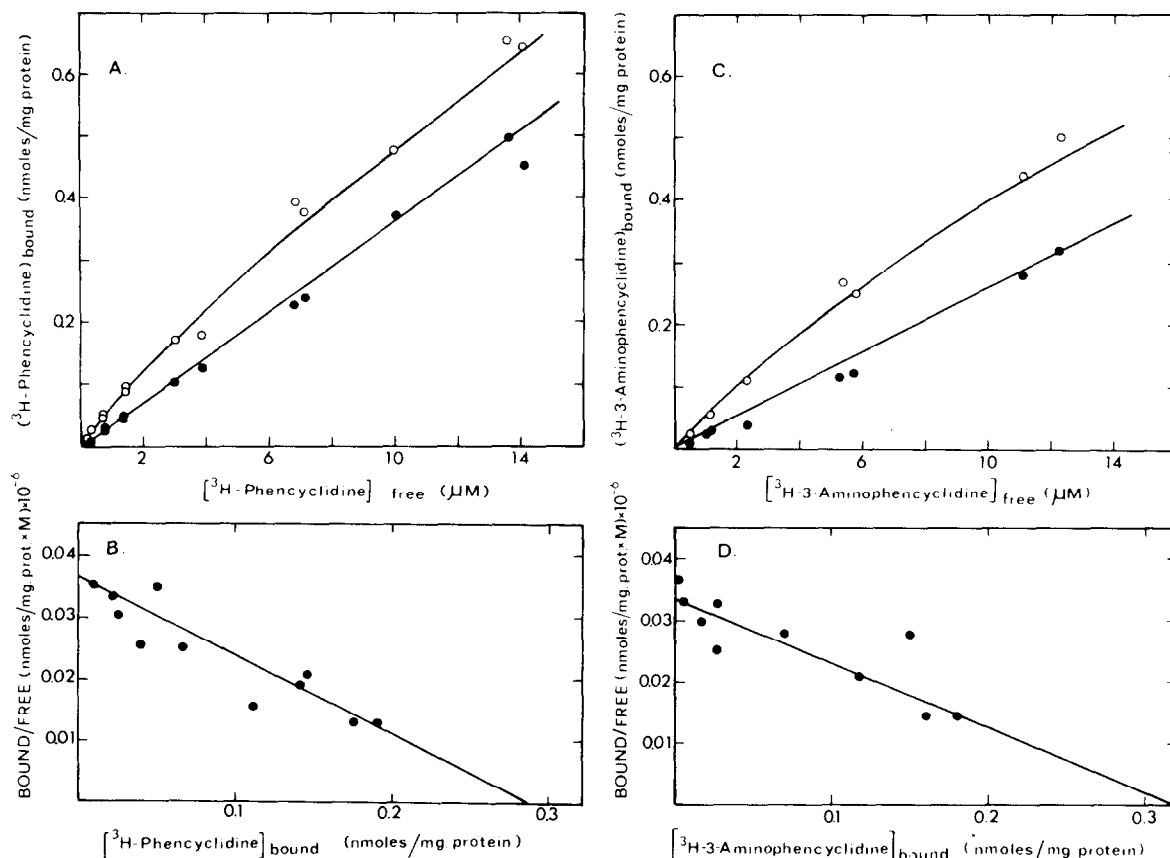 A.
(³H-Phencyclidine)bound (nmoles/mg protein)
0.6
0.4
0.2
2 4 6 8 10 12 14
[³H-Phencyclidine] free (μM)
C.
(³H-3-Aminophencyclidine)bound (nmoles/mg protein)
0.6
0.4
0.2
2 6 10 14
[³H-3-Aminophencyclidine]free (μM)
B.
BOUND/FREE (nmoles/mg.prot.×M)×10⁻⁶
0.04
0.03
0.02
0.01
0.1 0.2 0.3
[³H-Phencyclidine]bound (nmoles/mg.protein)
D.
BOUND/FREE (nmoles/mg.prot.×M)×10⁻⁶
0.04
0.03
0.02
0.01
0.1 0.2 0.3
[³H-3-Aminophencyclidine]bound (nmoles/mg protein)